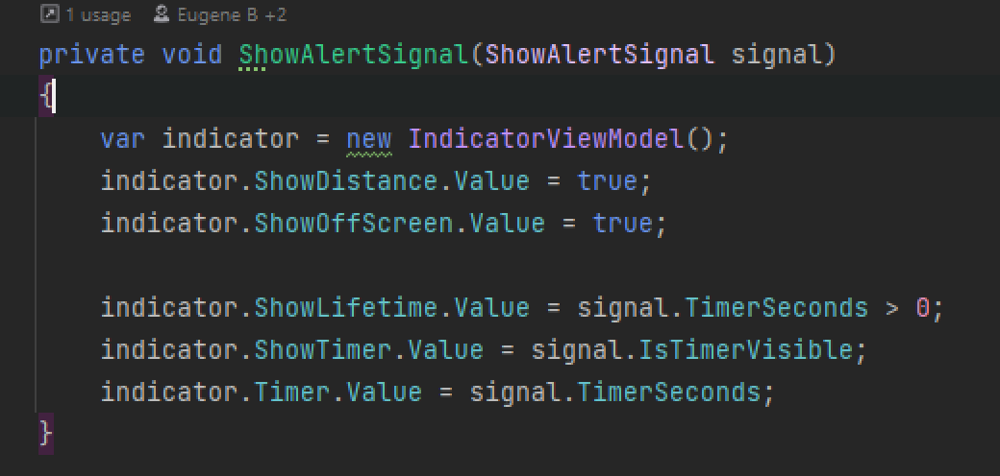 1 usage Eugene B +2
private void ShowAlertSignal(ShowAlertSignal signal)
{
var indicator = new IndicatorViewModel();
indicator.ShowDistance.Value = true;
indicator.ShowOffScreen.Value = true;
indicator.ShowLifetime.Value = signal.TimerSeconds > 0;
indicator.ShowTimer.Value = signal.IsTimerVisible;
indicator.Timer.Value = signal.TimerSeconds;
}